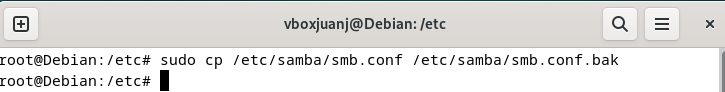 vboxjuanj@Debian: /etc
root@Debian:/etc# sudo cp /etc/samba/smb.conf /etc/samba/smb.conf.bak
root@Debian:/etc#